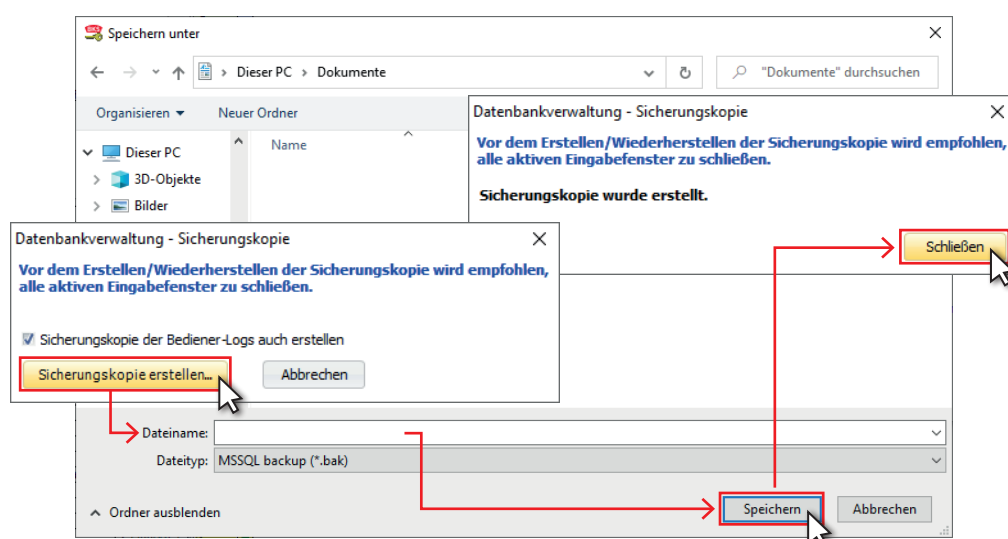 Speichern unter
Dieser PC > Dokumente
"Dokumente" durchsuchen
Organisieren
Neuer Ordner
Dieser PC
3D-Objekte
Bilder
Name
Datenbankverwaltung - Sicherungskopie
Vor dem Erstellen/Wiederherstellen der Sicherungskopie wird empfohlen,
alle aktiven Eingabefenster zu schließen.
Sicherungskopie wurde erstellt.
Schließen
Datenbankverwaltung - Sicherungskopie
Vor dem Erstellen/Wiederherstellen der Sicherungskopie wird empfohlen,
alle aktiven Eingabefenster zu schließen.
Sicherungskopie der Bediener-Logs auch erstellen
Sicherungskopie erstellen...
Abbrechen
Dateiname:
Dateityp: MSSQL backup (*.bak)
Ordner ausblenden
Speichern
Abbrechen